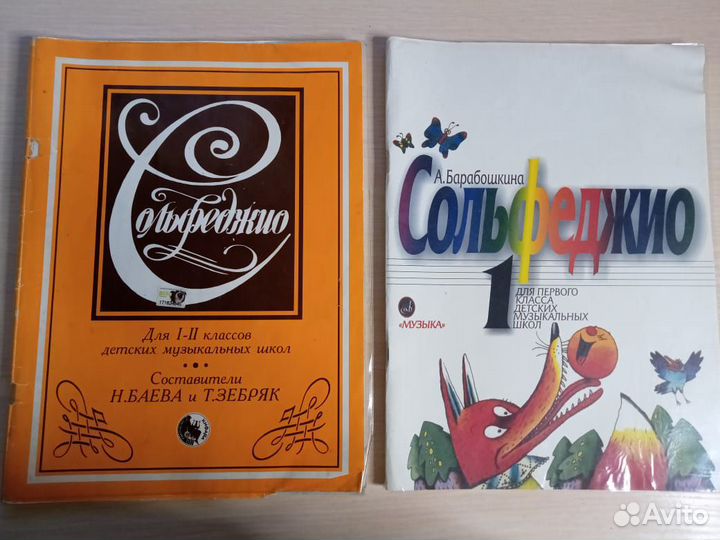 Сольфеджио
Для I-II классов
детских музыкальных школ
Составители
Н.БАЕВА и Т.ЗЕБРЯК
А.Барабошкина
Сольфеджио
1
ДЛЯ ПЕРВОГО
КЛАССА
ДЕТСКИХ
МУЗЫКАЛЬНЫХ
ШКОЛ
«МУЗЫКА»
Avito